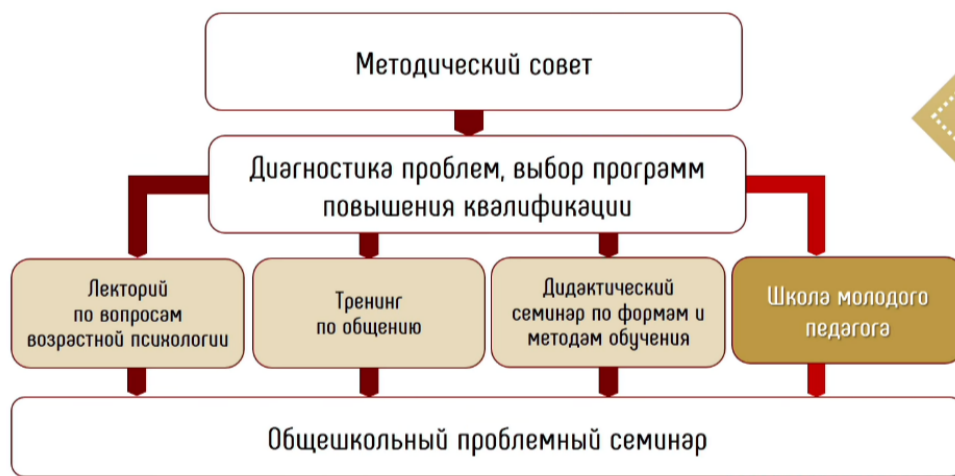 Методический совет
Диагностика проблем, выбор программ
повышения квалификации
Лекторий
по вопросам
возрастной психологии
Тренинг
по общению
Дидактический
семинар по формам и
методам обучения
Школа молодого
педагога
Общешкольный проблемный семинар